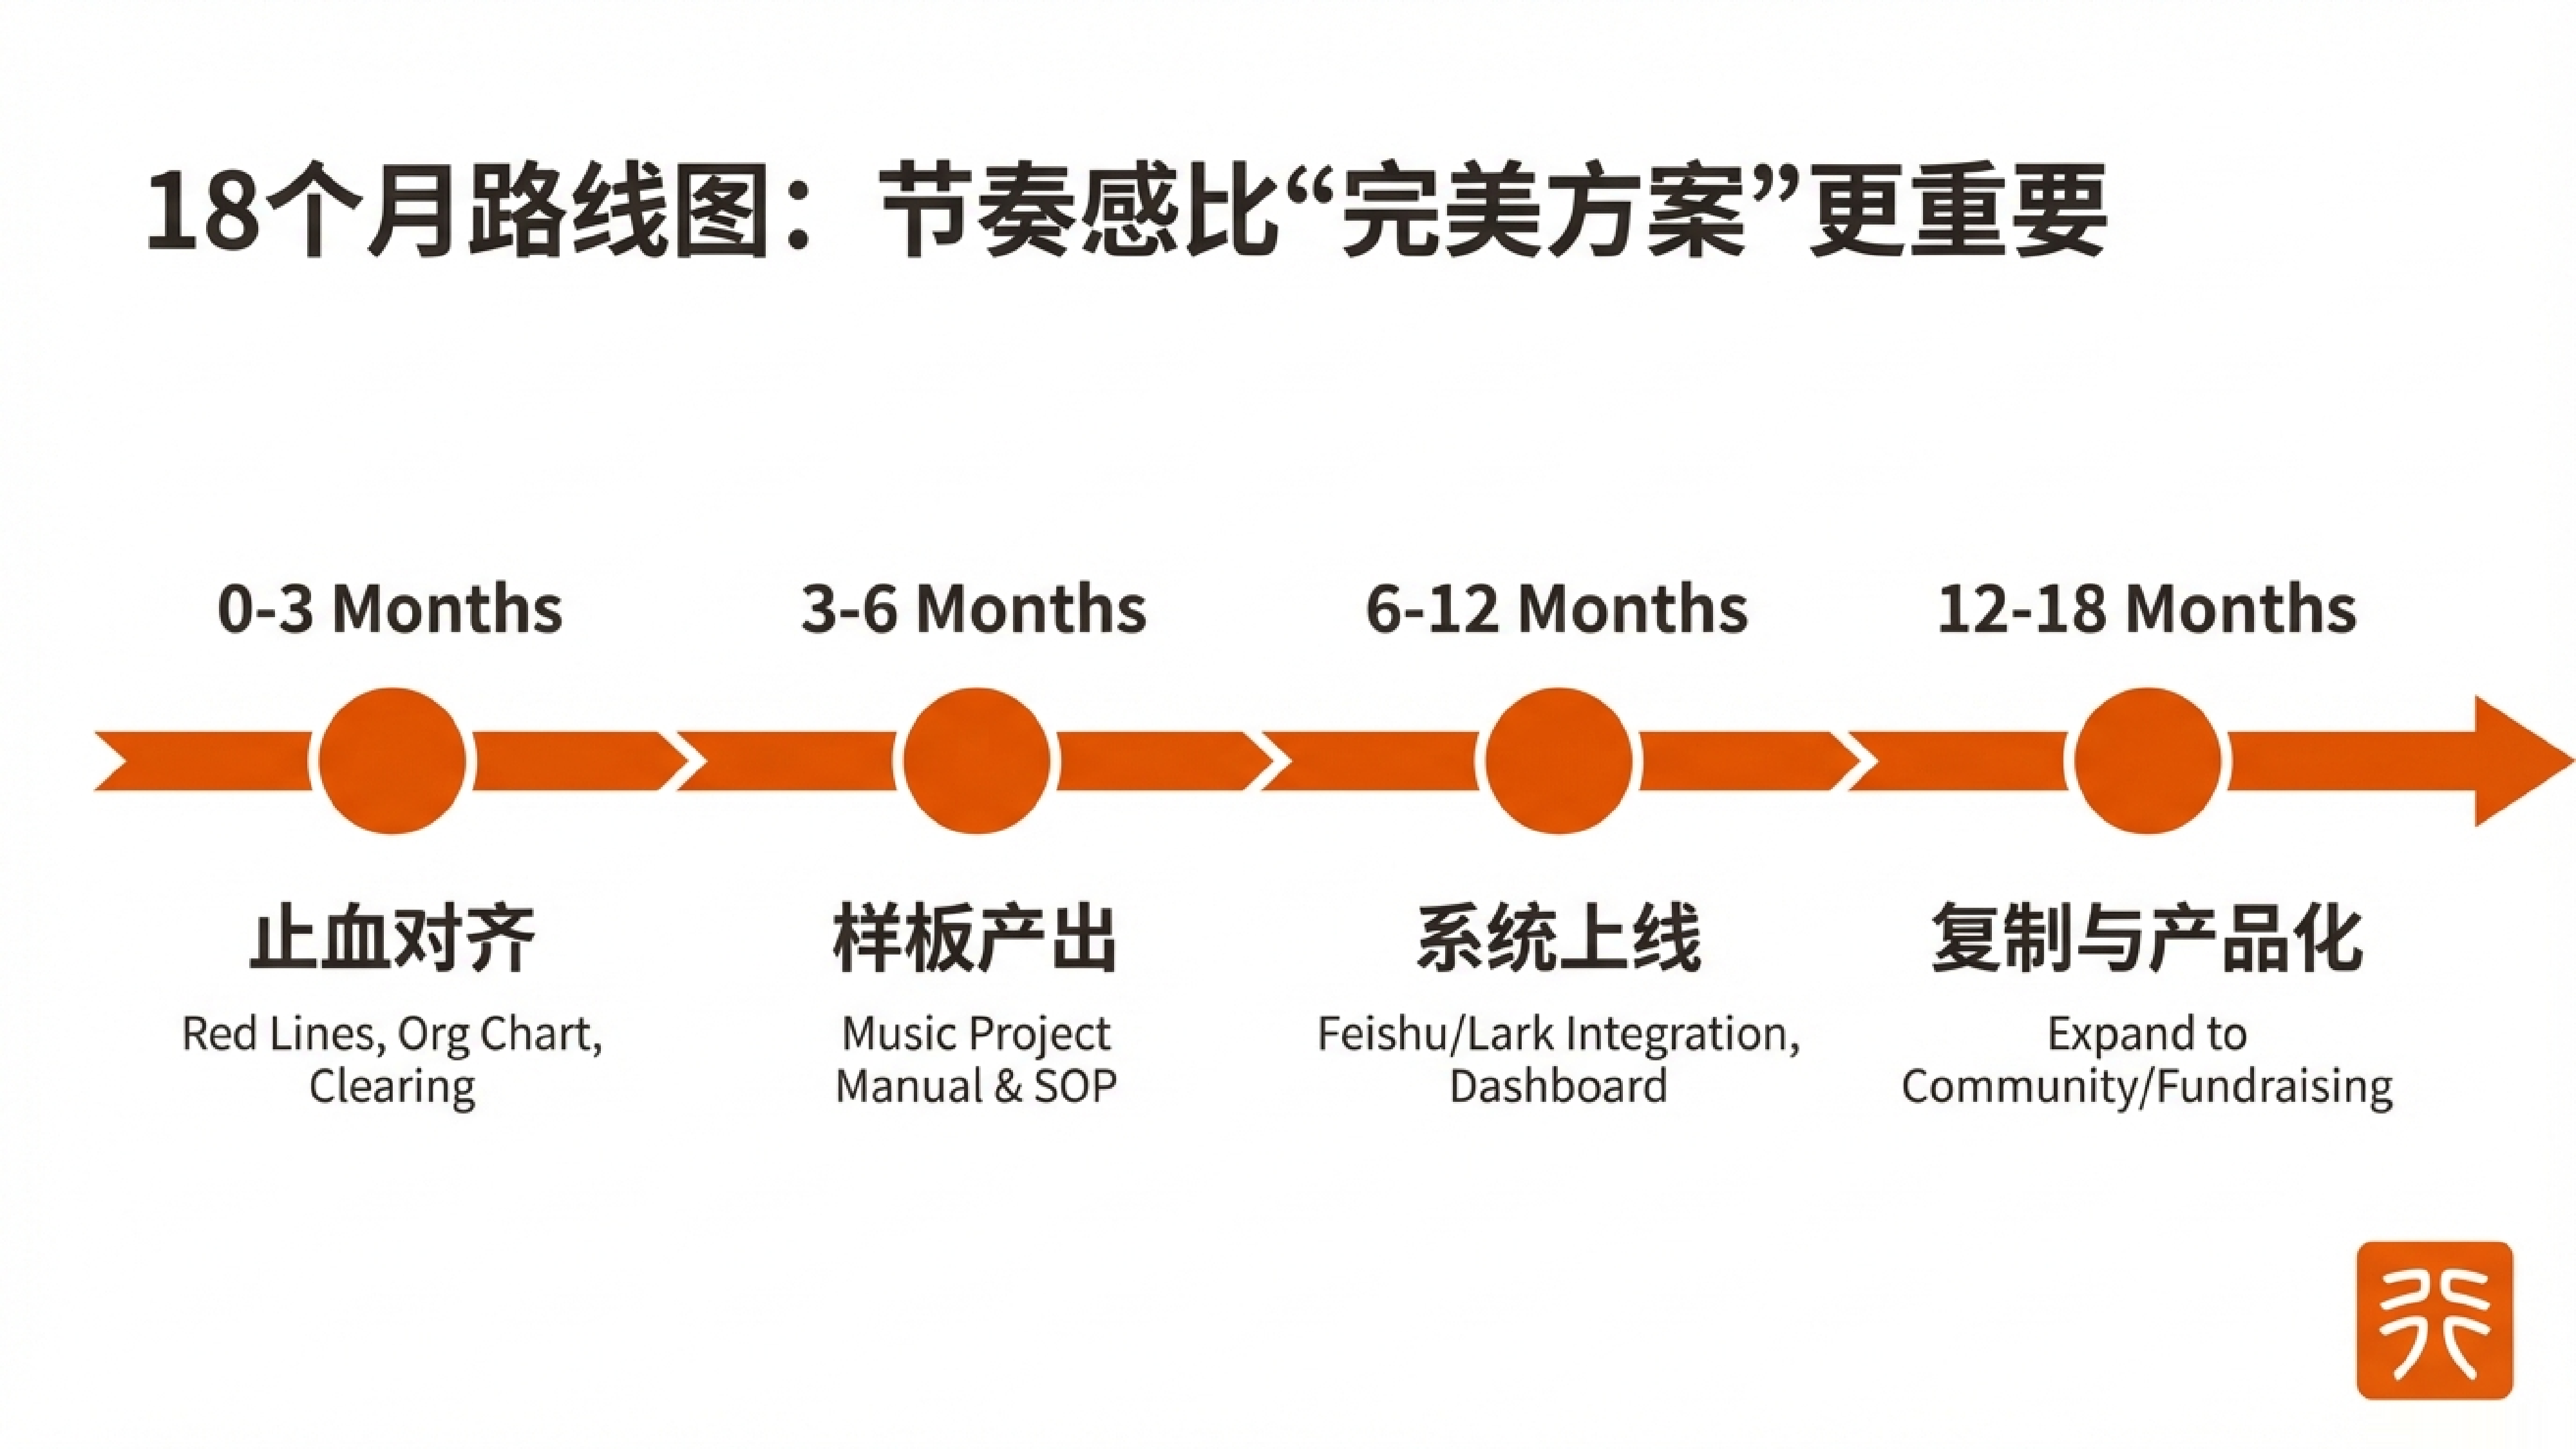 18个月路线图：节奏感比“完美方案”更重要
0-3 Months
3-6 Months
6-12 Months
12-18 Months
止血对齐
样板产出
系统上线
复制与产品化
Red Lines, Org Chart,
Clearing
Music Project
Manual & SOP
Feishu/Lark Integration,
Dashboard
Expand to
Community/Fundraising
行